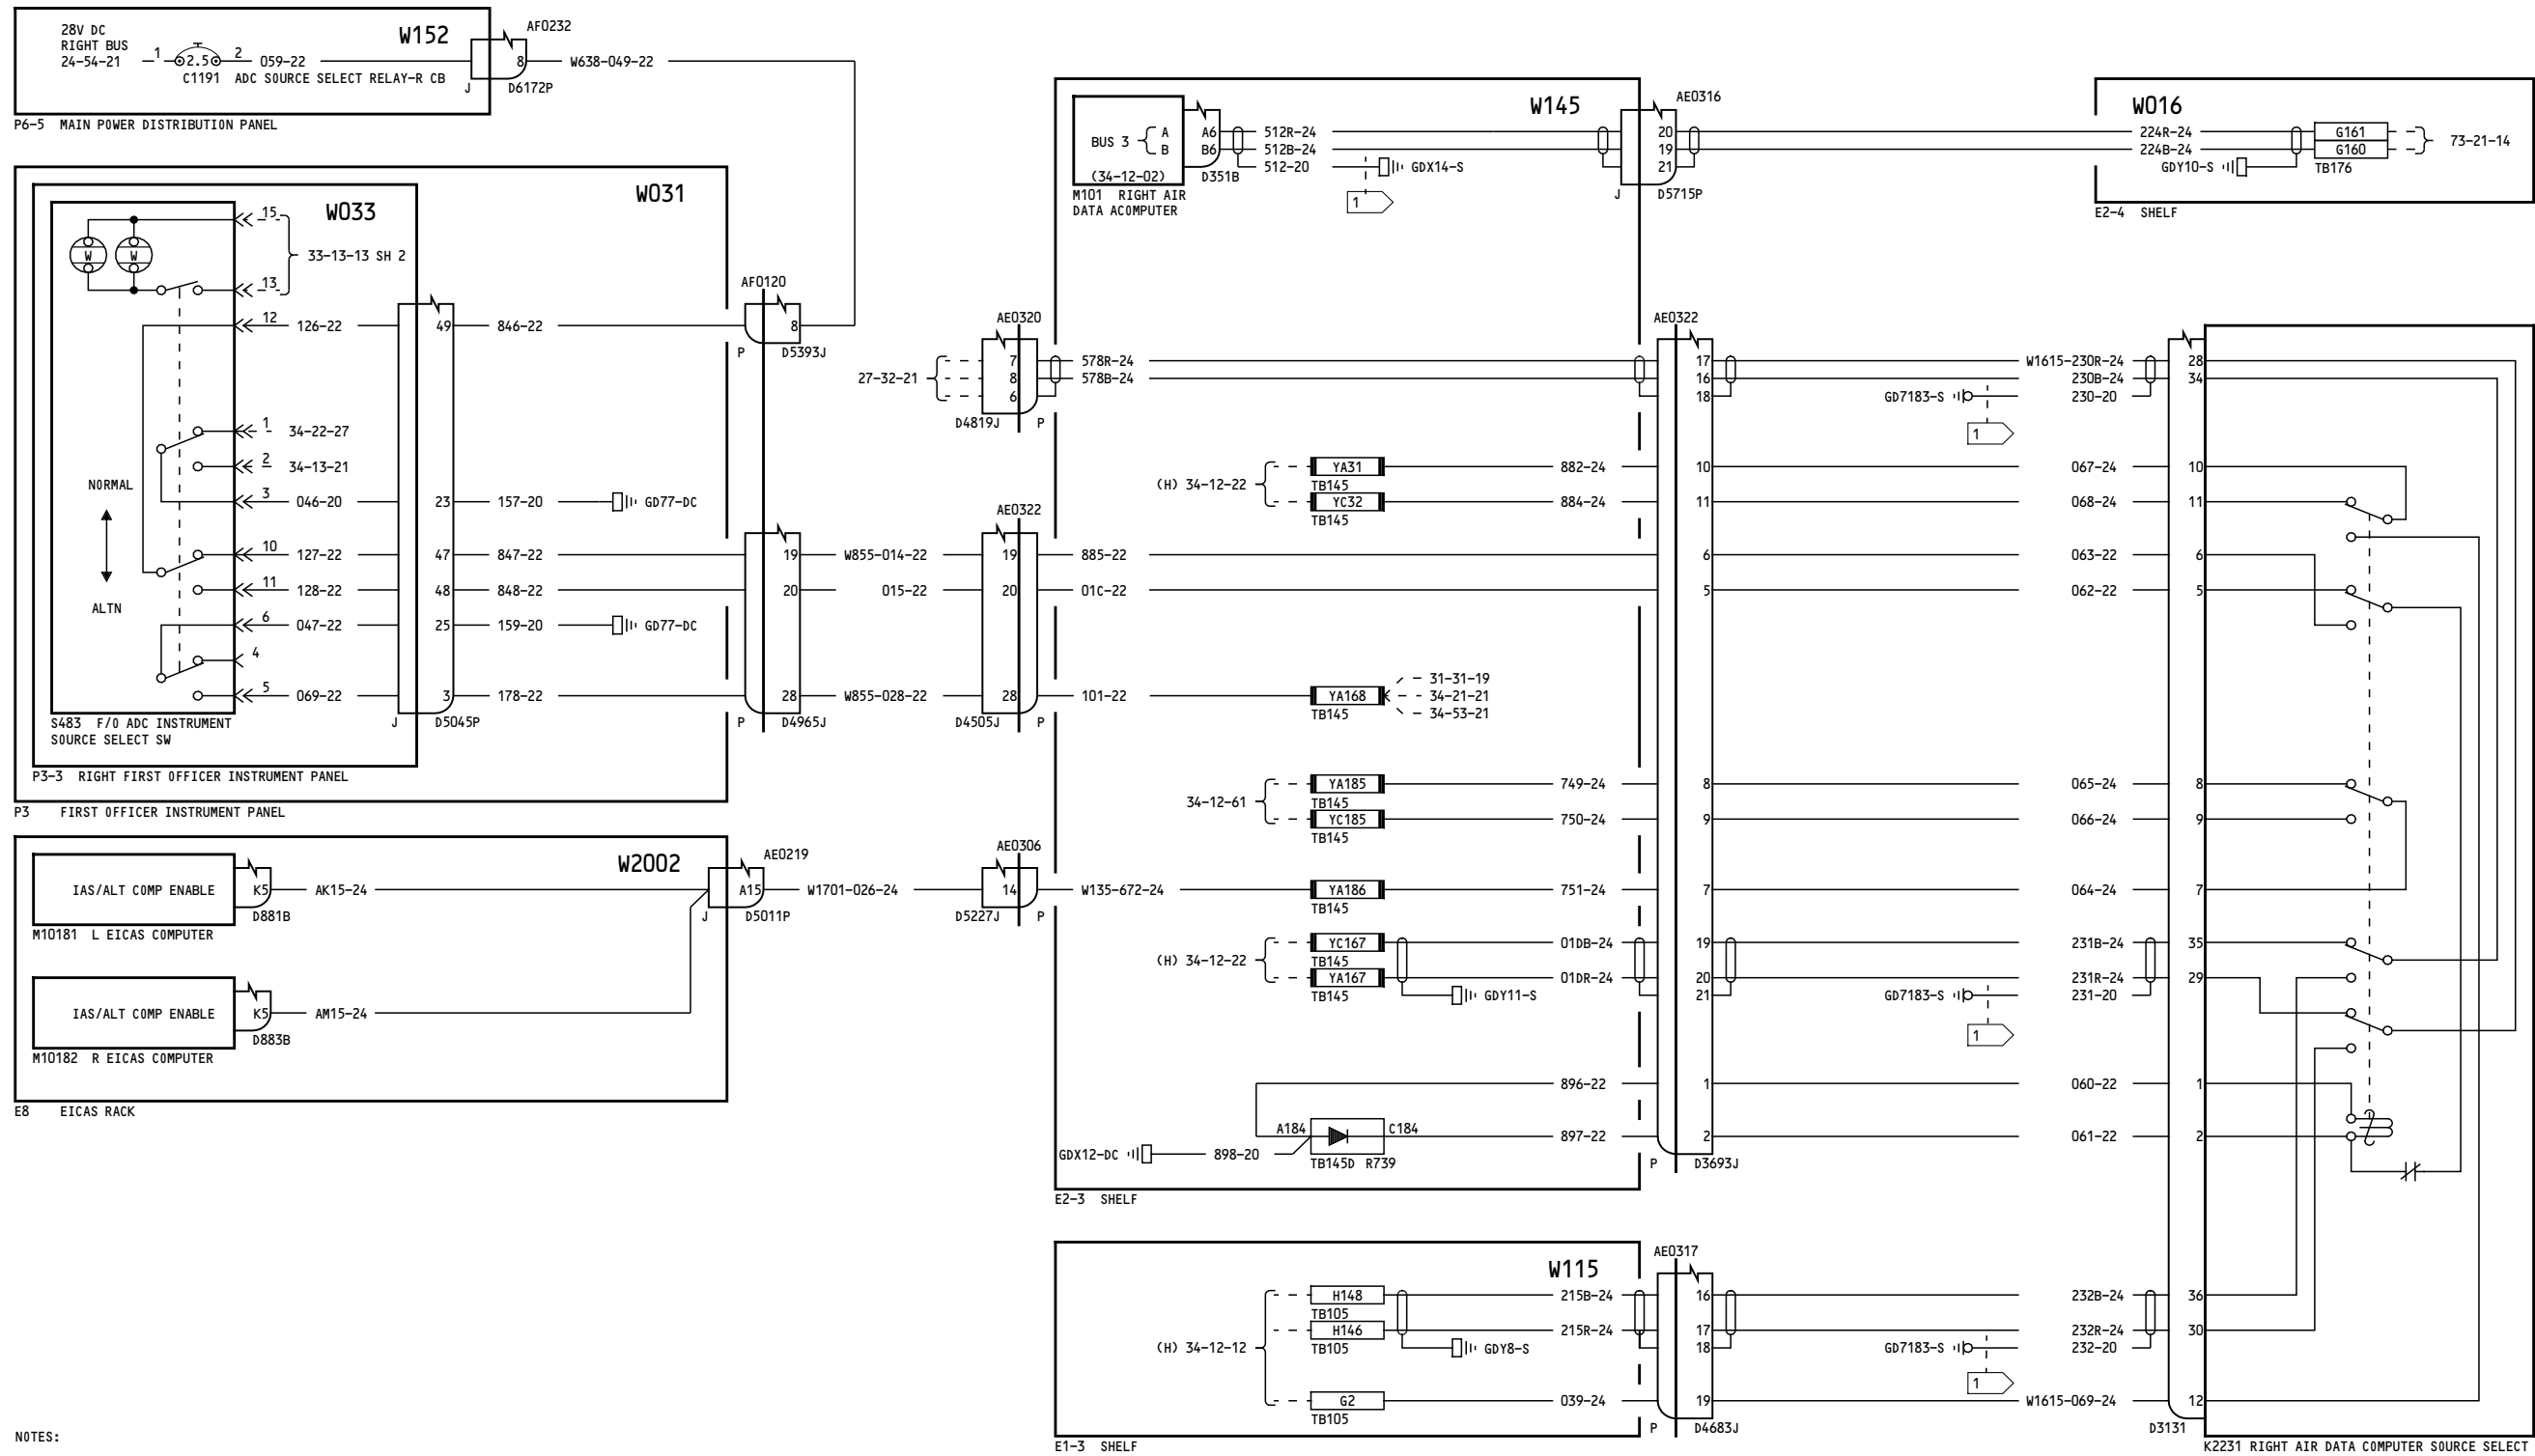 28V DC
RIGHT BUS
24-54-21
1
2.5
2
059-22
C1191 ADC SOURCE SELECT RELAY-R CB
W152
AF0232
8
J
D6172P
W638-049-22
P6-5 MAIN POWER DISTRIBUTION PANEL
W031
W033
W
W
15
33-13-13 SH 2
13
12
126-22
49
846-22
AF0120
8
P
D5393J
1
34-22-27
2
34-13-21
NORMAL
3
046-20
23
157-20
GD77-DC
10
127-22
47
847-22
19
W855-014-22
11
128-22
48
848-22
20
015-22
ALTN
6
047-22
25
159-20
GD77-DC
4
5
069-22
3
178-22
28
W855-028-22
J
D5045P
P
D4965J
S483 F/O ADC INSTRUMENT
SOURCE SELECT SW
P3-3 RIGHT FIRST OFFICER INSTRUMENT PANEL
P3 FIRST OFFICER INSTRUMENT PANEL
W2002
IAS/ALT COMP ENABLE
K5
AK15-24
D881B
M10181 L EICAS COMPUTER
AE0219
A15
J
D5011P
W1701-026-24
IAS/ALT COMP ENABLE
K5
AM15-24
D883B
M10182 R EICAS COMPUTER
E8 EICAS RACK
NOTES:
W145
BUS 3
A
B
(34-12-02)
A6
B6
D351B
M101 RIGHT AIR
DATA ACOMPUTER
512R-24
512B-24
512-20
GDX14-S
1
AE0316
20
19
21
J
D5715P
W016
224R-24
224B-24
GDY10-S
G161
G160
TB176
73-21-14
E2-4 SHELF
27-32-21
AE0320
7
8
6
D4819J
P
578R-24
578B-24
AE0322
17
16
18
W1615-230R-24
230B-24
GD7183-S
230-20
1
28
34
(H) 34-12-22
YA31
TB145
YC32
TB145
882-24
884-24
10
11
067-24
068-24
10
11
AE0322
19
885-22
6
063-22
6
20
01C-22
5
062-22
5
28
101-22
D4505J
P
YA168
TB145
31-31-19
34-21-21
34-53-21
34-12-61
YA185
TB145
YC185
TB145
749-24
750-24
8
9
065-24
066-24
8
9
AE0306
14
D5227J
P
W135-672-24
YA186
TB145
751-24
7
064-24
7
(H) 34-12-22
YC167
TB145
YA167
TB145
01DB-24
01DR-24
GDY11-S
19
20
21
231B-24
231R-24
GD7183-S
231-20
1
35
29
896-22
1
060-22
1
A184
C184
897-22
2
061-22
2
GDX12-DC
898-20
TB145D R739
P
D3693J
E2-3 SHELF
W115
AE0317
(H) 34-12-12
H148
TB105
H146
TB105
215B-24
215R-24
GDY8-S
16
17
18
232B-24
232R-24
GD7183-S
232-20
1
36
30
G2
TB105
039-24
19
W1615-069-24
12
P
D4683J
D3131
E1-3 SHELF
K2231 RIGHT AIR DATA COMPUTER SOURCE SELECT